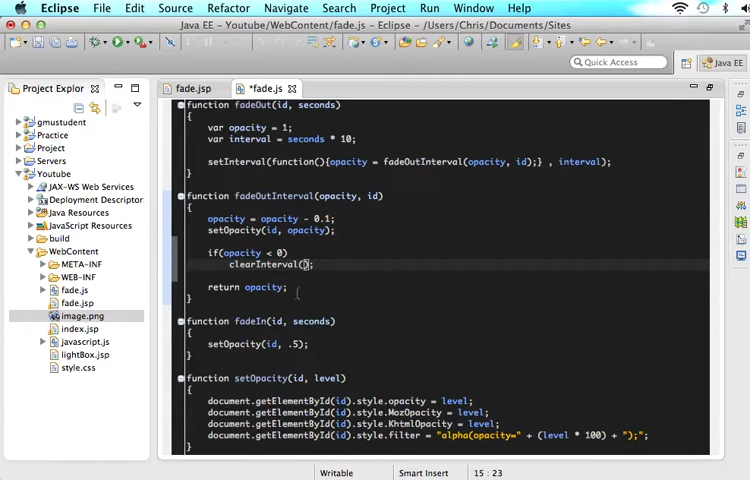 Eclipse File Edit Source Refactor Navigate Search Project Run Window Help
Java EE - Youtube/WebContent/fade.js - Eclipse - /Users/Chris/Documents/Sites
Quick Access
Java EE
Project Explor
fade.jsp
*fade.js
gmustudent
Practice
Project
Servers
Youtube
JAX-WS Web Services
Deployment Descriptor
Java Resources
JavaScript Resources
build
WebContent
META-INF
WEB-INF
fade.js
fade.jsp
image.png
index.jsp
javascript.js
lightBox.jsp
style.css
function fadeOut(id, seconds)
{
var opacity = 1;
var interval = seconds * 10;
setInterval(function(){opacity = fadeOutInterval(opacity, id);} , interval);
}
function fadeOutInterval(opacity, id)
{
opacity = opacity - 0.1;
setOpacity(id, opacity);
if(opacity < 0)
clearInterval();
return opacity;
}
function fadeIn(id, seconds)
{
setOpacity(id, .5);
}
function setOpacity(id, level)
{
document.getElementById(id).style.opacity = level;
document.getElementById(id).style.MozOpacity = level;
document.getElementById(id).style.KhtmlOpacity = level;
document.getElementById(id).style.filter = "alpha(opacity=" + (level * 100) + ");";
}
Writable
Smart Insert
15 : 23